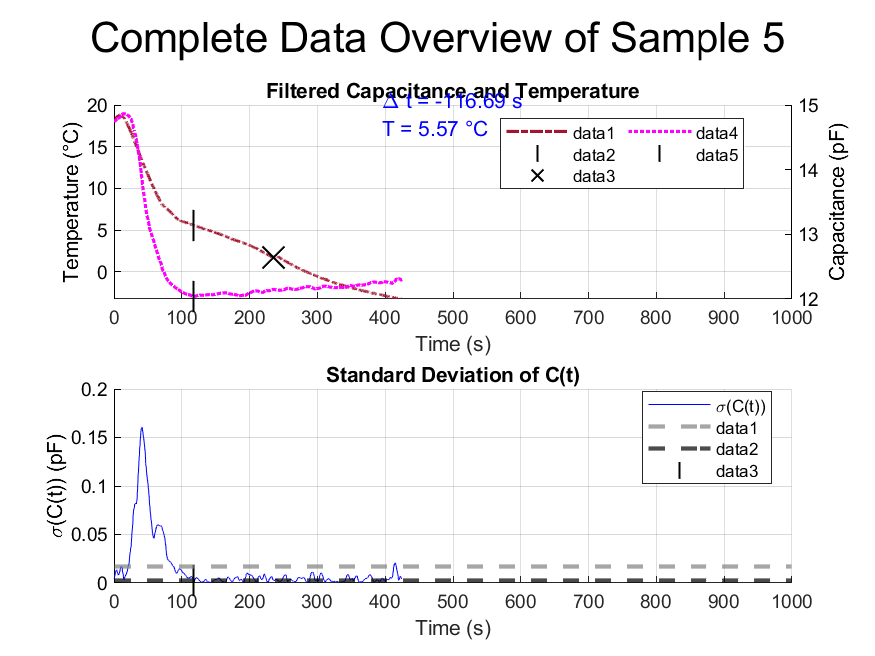 Complete Data Overview of Sample 5
Filtered Capacitance and Temperature
Δ t = -116.69 s
T = 5.57 °C
data1
data2
data3
data4
data5
Temperature (°C)
20
15
10
5
0
Capacitance (pF)
15
14
13
12
0 100 200 300 400 500 600 700 800 900 1000
Time (s)
Standard Deviation of C(t)
σ(C(t))
data1
data2
data3
σ(C(t)) (pF)
0.2
0.15
0.1
0.05
0
0 100 200 300 400 500 600 700 800 900 1000
Time (s)